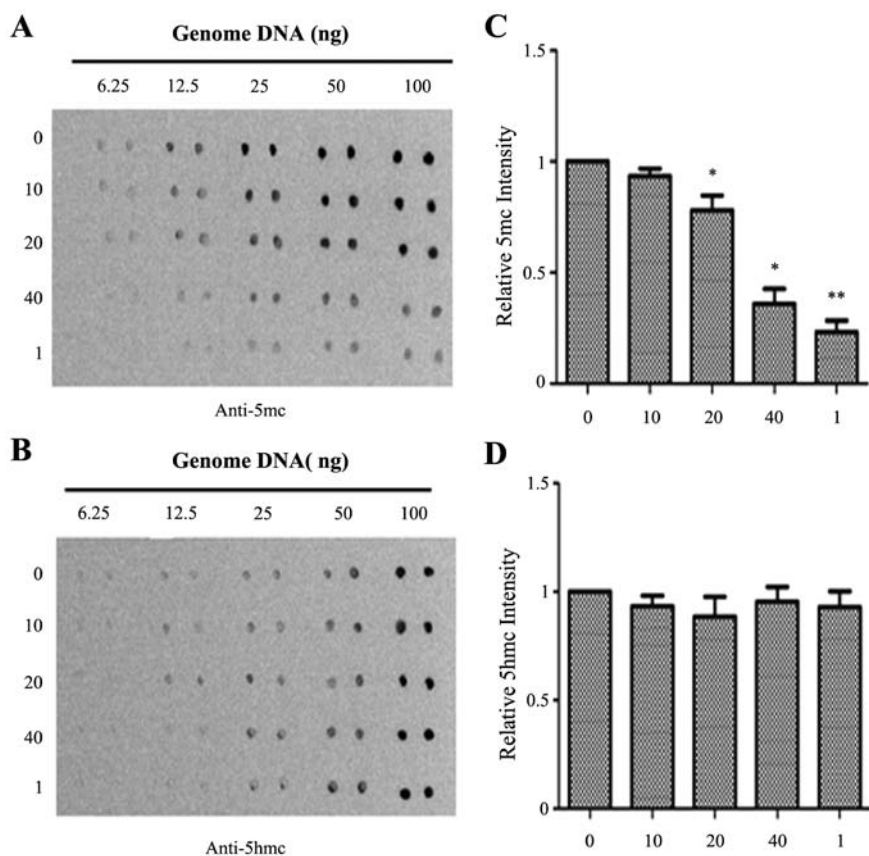 A
Genome DNA (ng)
6.25 12.5 25 50 100
0
10
20
40
1
Anti-5mc
B
Genome DNA( ng)
6.25 12.5 25 50 100
0
10
20
40
1
Anti-5hmc
C
Relative 5mc Intensity
1.5
1
0.5
0
* * **
0 10 20 40 1
D
Relative 5hmc Intensity
1.5
1
0.5
0
0 10 20 40 1